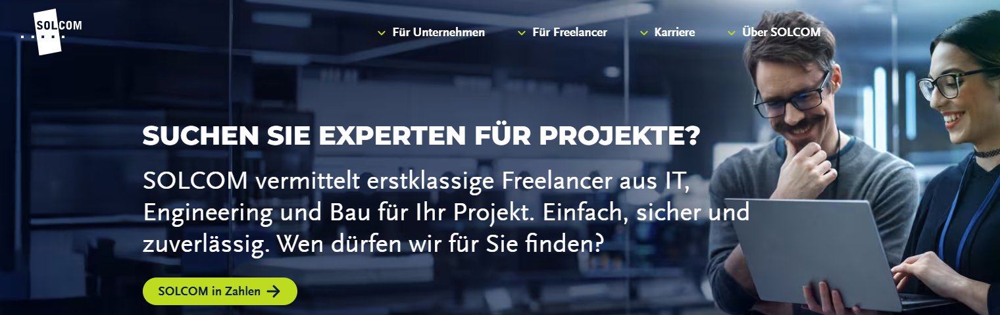 SOLCOM
Für Unternehmen
Für Freelancer
Karriere
Über SOLCOM
SUCHEN SIE EXPERTEN FÜR PROJEKTE?
SOLCOM vermittelt erstklassige Freelancer aus IT,
Engineering und Bau für Ihr Projekt. Einfach, sicher und
zuverlässig. Wen dürfen wir für Sie finden?
SOLCOM in Zahlen